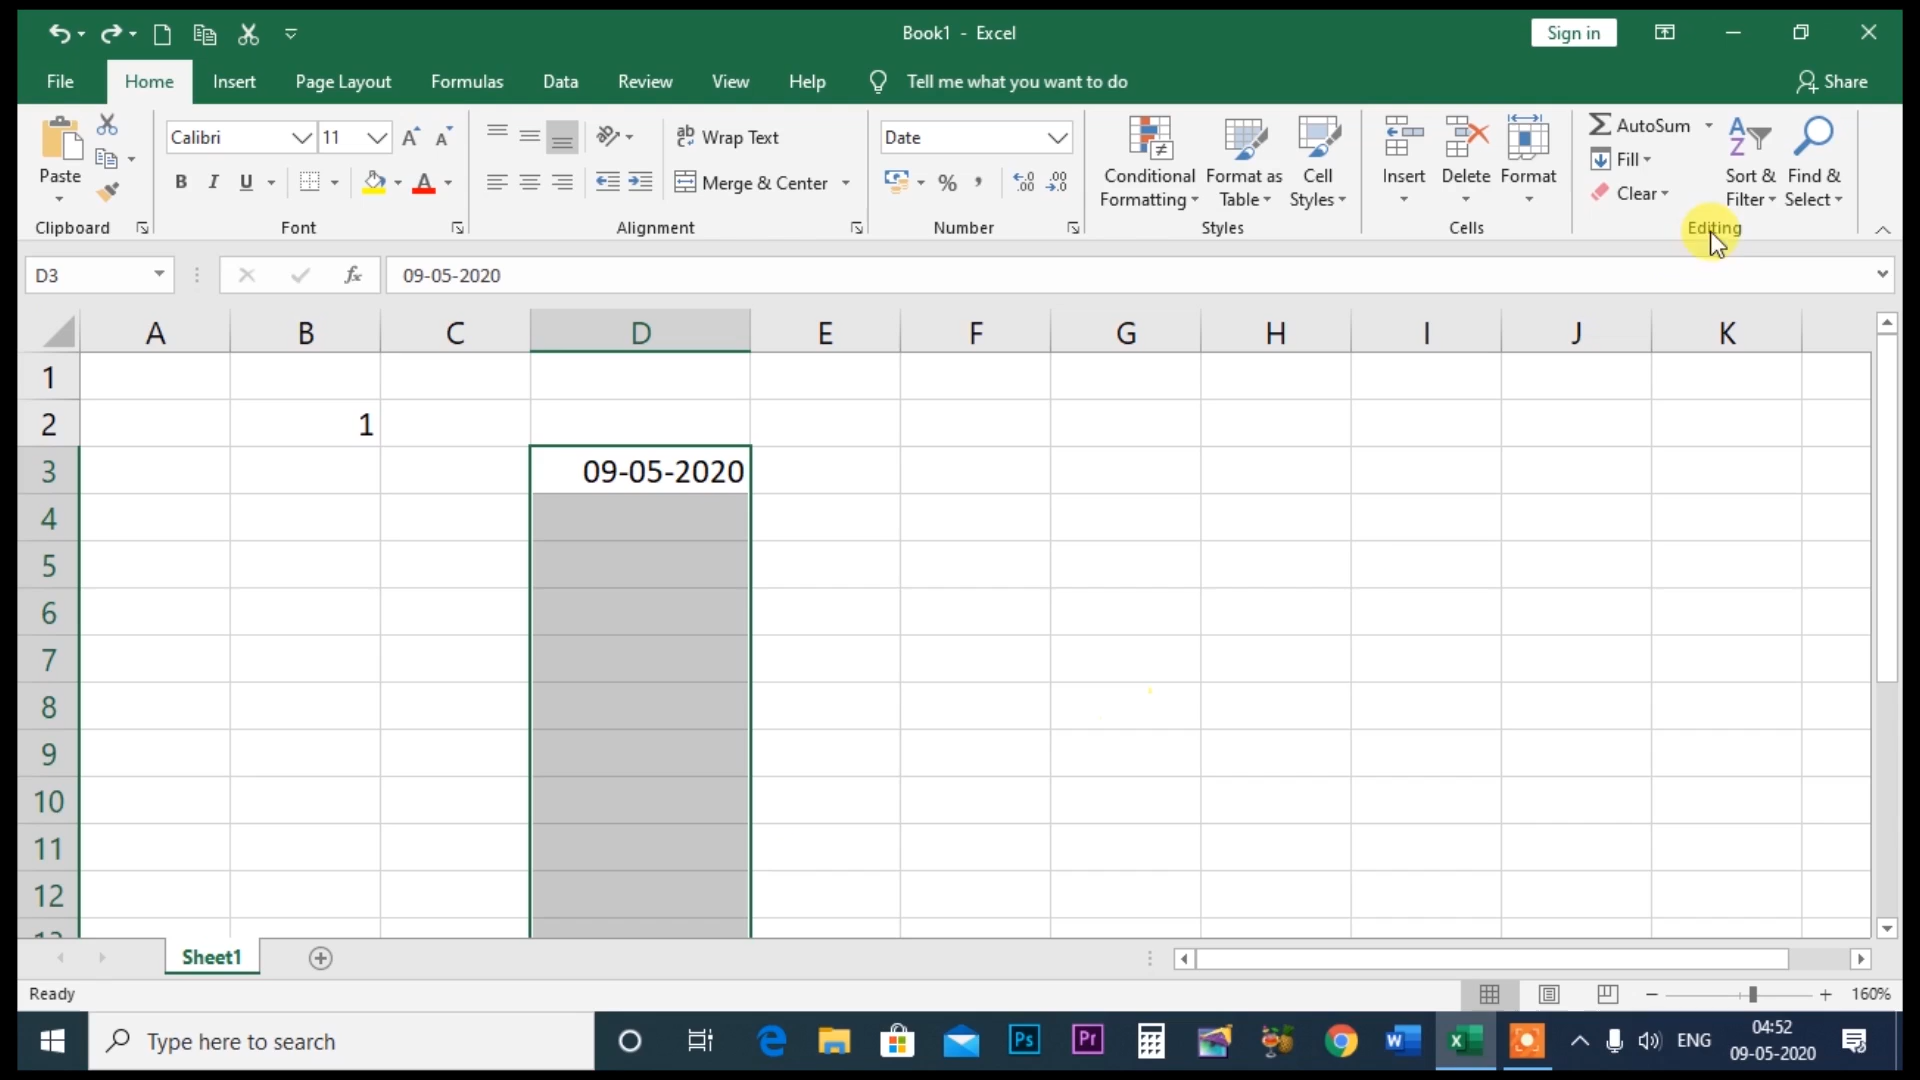 Book1 - Excel
Sign in
File Home Insert Page Layout Formulas Data Review View Help Tell me what you want to do Share
Paste
Clipboard
Calibri 11
B I U
Font
Wrap Text
Merge & Center
Alignment
Date
Number
Conditional Formatting
Format as Table
Cell Styles
Styles
Insert
Delete
Format
Cells
AutoSum
Fill
Clear
Sort & Filter
Find & Select
Editing
D3 fx 09-05-2020
A B C D E F G H I J K
1
2 1
3 09-05-2020
4
5
6
7
8
9
10
11
12
13
Sheet1
Ready 160%
Type here to search
Ps Pr ENG
04:52
09-05-2020